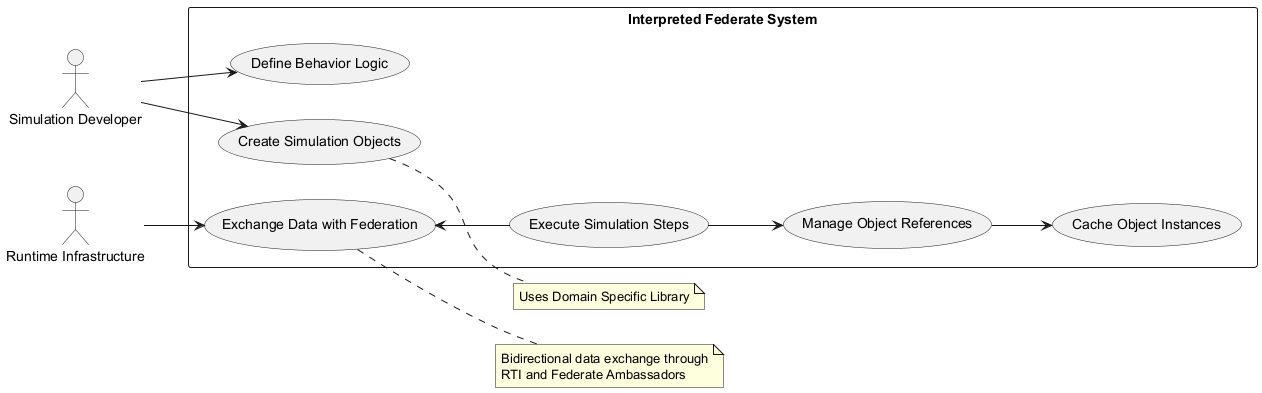 Interpreted Federate System
Define Behavior Logic
Simulation Developer
Create Simulation Objects
Runtime Infrastructure
Exchange Data with Federation
Execute Simulation Steps
Manage Object References
Cache Object Instances
Uses Domain Specific Library
Bidirectional data exchange through
RTI and Federate Ambassadors